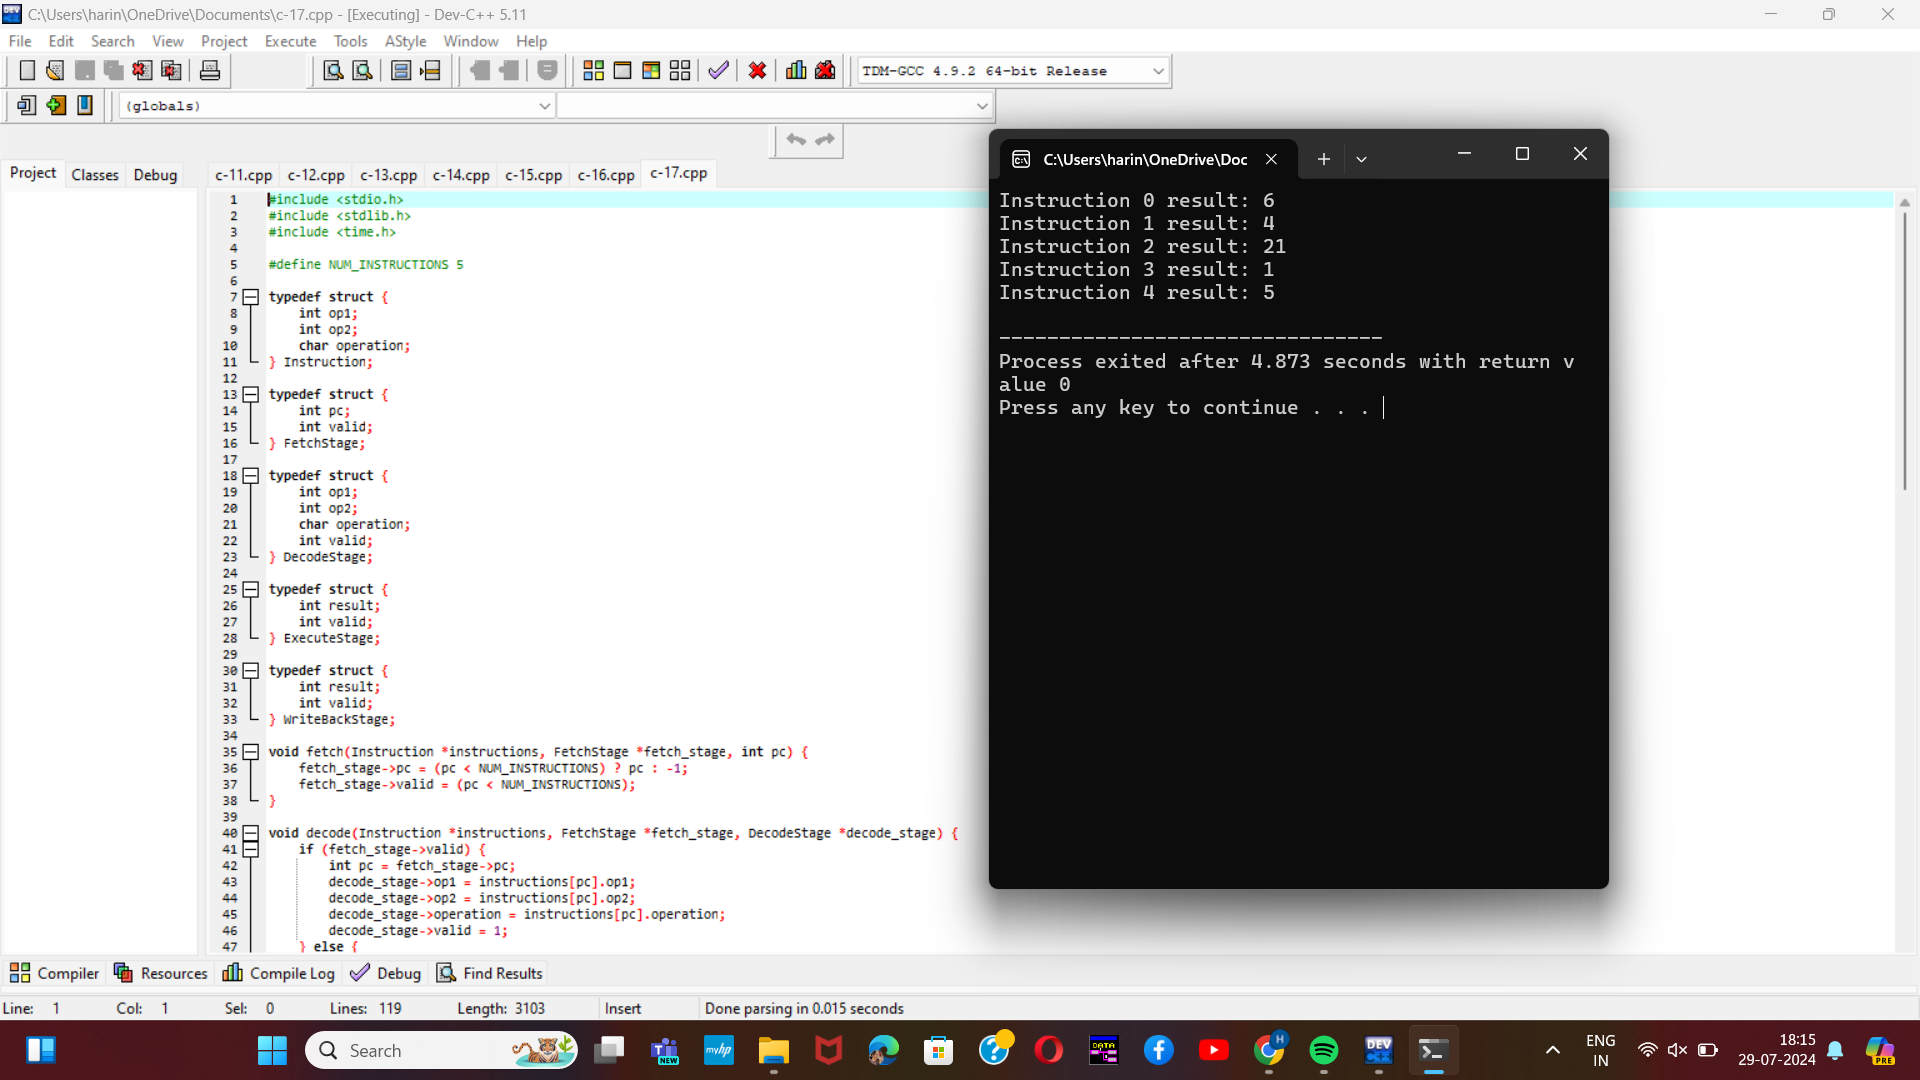 C:\Users\harin\OneDrive\Documents\c-17.cpp - [Executing] - Dev-C++ 5.11
File Edit Search View Project Execute Tools AStyle Window Help
TDM-GCC 4.9.2 64-bit Release
(globals)
Project Classes Debug
c-11.cpp c-12.cpp c-13.cpp c-14.cpp c-15.cpp c-16.cpp c-17.cpp
1 #include <stdio.h>
2 #include <stdlib.h>
3 #include <time.h>
4
5 #define NUM_INSTRUCTIONS 5
6
7 typedef struct {
8 int op1;
9 int op2;
10 char operation;
11 } Instruction;
12
13 typedef struct {
14 int pc;
15 int valid;
16 } FetchStage;
17
18 typedef struct {
19 int op1;
20 int op2;
21 char operation;
22 int valid;
23 } DecodeStage;
24
25 typedef struct {
26 int result;
27 int valid;
28 } ExecuteStage;
29
30 typedef struct {
31 int result;
32 int valid;
33 } WriteBackStage;
34
35 void fetch(Instruction *instructions, FetchStage *fetch_stage, int pc) {
36 fetch_stage->pc = (pc < NUM_INSTRUCTIONS) ? pc : -1;
37 fetch_stage->valid = (pc < NUM_INSTRUCTIONS);
38 }
39
40 void decode(Instruction *instructions, FetchStage *fetch_stage, DecodeStage *decode_stage) {
41 if (fetch_stage->valid) {
42 int pc = fetch_stage->pc;
43 decode_stage->op1 = instructions[pc].op1;
44 decode_stage->op2 = instructions[pc].op2;
45 decode_stage->operation = instructions[pc].operation;
46 decode_stage->valid = 1;
47 } else {
C:\Users\harin\OneDrive\Doc
Instruction 0 result: 6
Instruction 1 result: 4
Instruction 2 result: 21
Instruction 3 result: 1
Instruction 4 result: 5
--------------------------------
Process exited after 4.873 seconds with return v
alue 0
Press any key to continue . . .
Compiler Resources Compile Log Debug Find Results
Line: 1 Col: 1 Sel: 0 Lines: 119 Length: 3103 Insert Done parsing in 0.015 seconds
Search
NEW
myhp
DATA
H
DEV
ENG
IN
18:15
29-07-2024
PRE